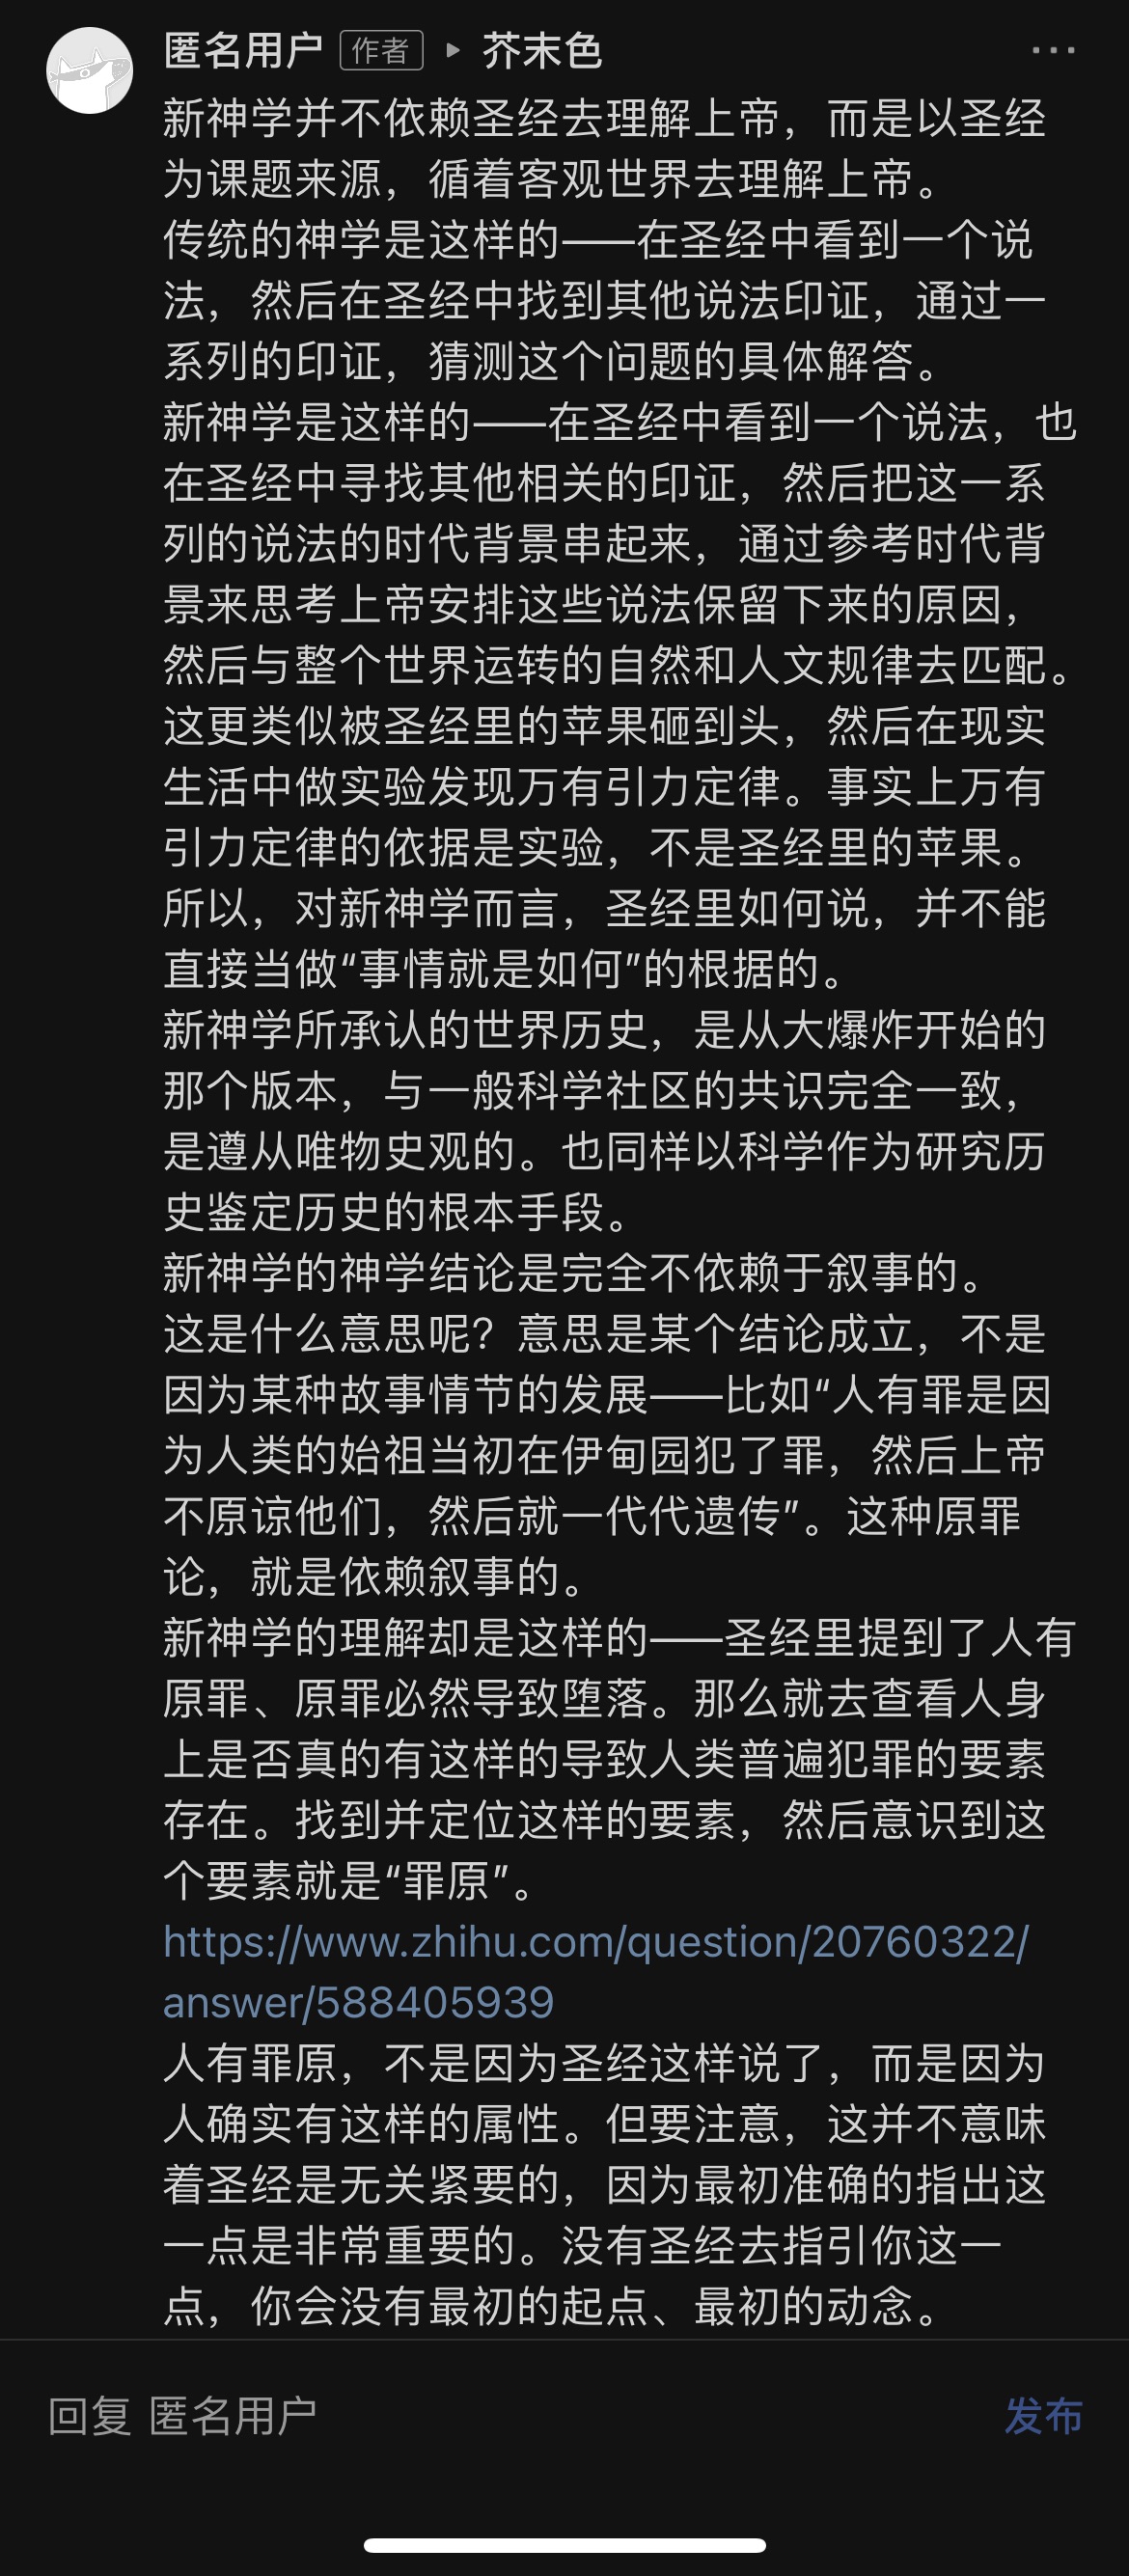 匿名用户 作者 ▸ 芥末色
新神学并不依赖圣经去理解上帝，而是以圣经
为课题来源，循着客观世界去理解上帝。
传统的神学是这样的——在圣经中看到一个说
法，然后在圣经中找到其他说法印证，通过一
系列的印证，猜测这个问题的具体解答。
新神学是这样的——在圣经中看到一个说法，也
在圣经中寻找其他相关的印证，然后把这一系
列的说法的时代背景串起来，通过参考时代背
景来思考上帝安排这些说法保留下来的原因，
然后与整个世界运转的自然和人文规律去匹配。
这更类似被圣经里的苹果砸到头，然后在现实
生活中做实验发现万有引力定律。事实上万有
引力定律的依据是实验，不是圣经里的苹果。
所以，对新神学而言，圣经里如何说，并不能
直接当做“事情就是如何”的根据的。
新神学所承认的世界历史，是从大爆炸开始的
那个版本，与一般科学社区的共识完全一致，
是遵从唯物史观的。也同样以科学作为研究历
史鉴定历史的根本手段。
新神学的神学结论是完全不依赖于叙事的。
这是什么意思呢？意思是某个结论成立，不是
因为某种故事情节的发展——比如“人有罪是因
为人类的始祖当初在伊甸园犯了罪，然后上帝
不原谅他们，然后就一代代遗传”。这种原罪
论，就是依赖叙事的。
新神学的理解却是这样的——圣经里提到了人有
原罪、原罪必然导致堕落。那么就去查看人身
上是否真的有这样的导致人类普遍犯罪的要素
存在。找到并定位这样的要素，然后意识到这
个要素就是“罪原”。
https://www.zhihu.com/question/20760322/
answer/588405939
人有罪原，不是因为圣经这样说了，而是因为
人确实有这样的属性。但要注意，这并不意味
着圣经是无关紧要的，因为最初准确的指出这
一点是非常重要的。没有圣经去指引你这一
点，你会没有最初的起点、最初的动念。
回复 匿名用户
发布